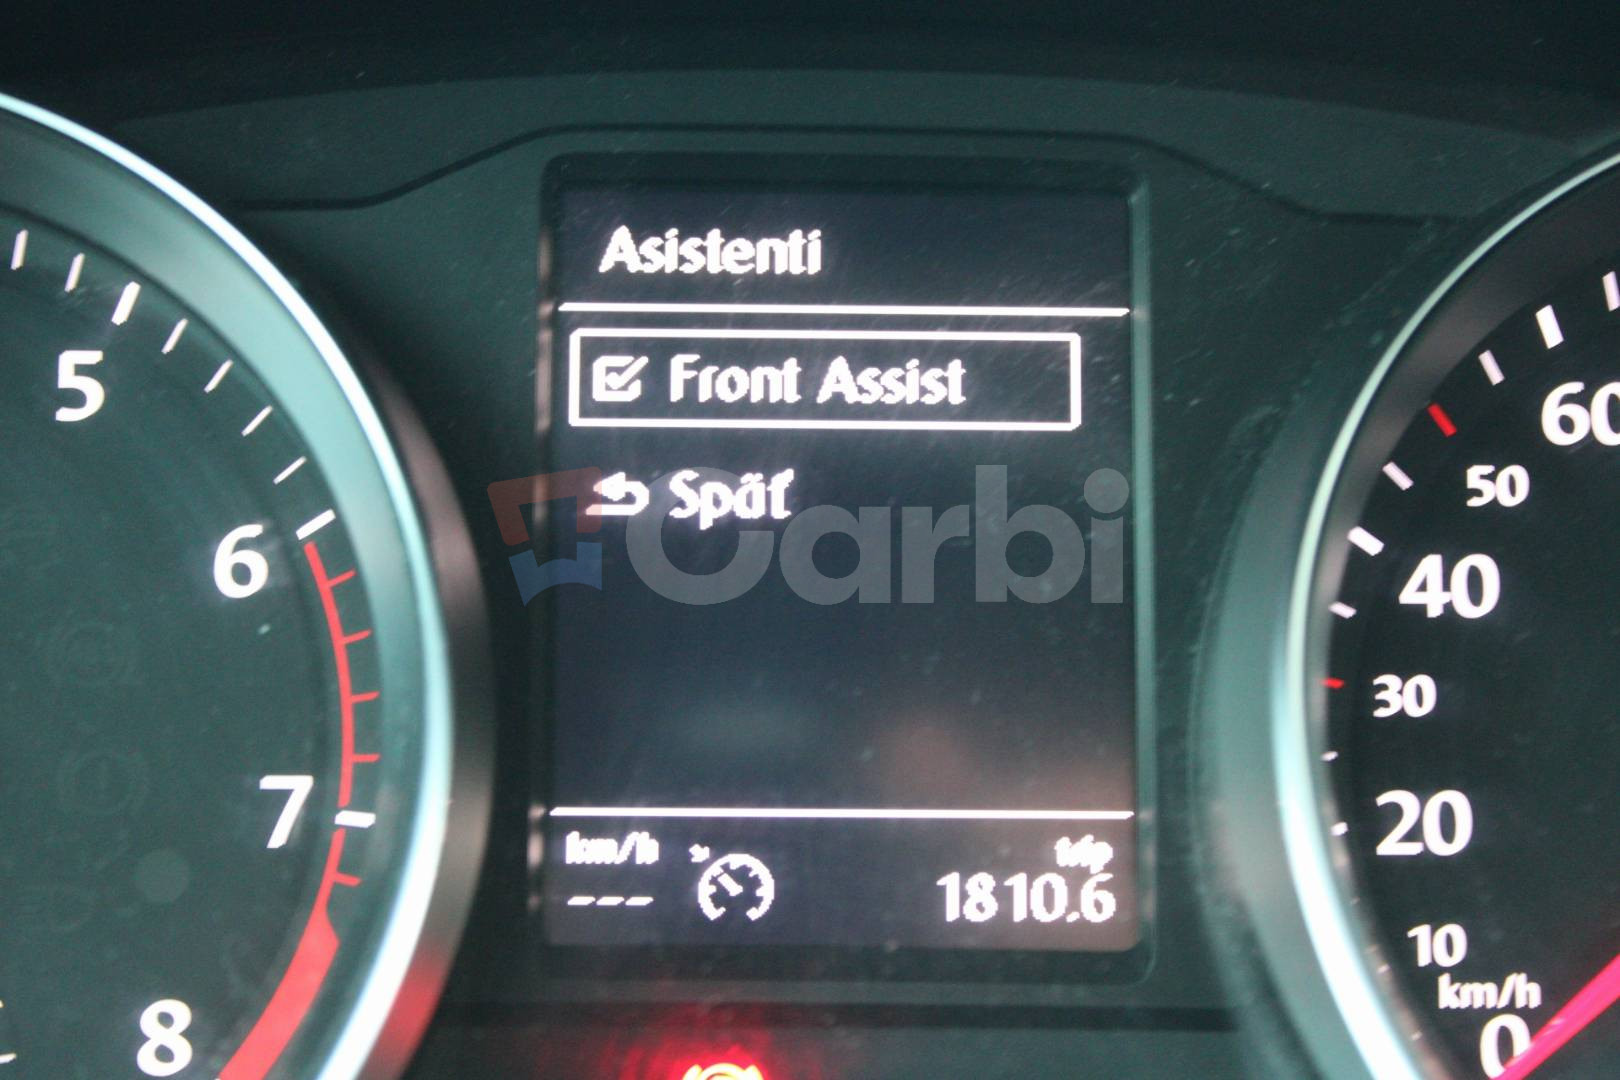 Asistenti
Front Assist
Späť
Carbi
km/h
---
trip
1810.6
5
6
7
8
60
50
40
30
20
10
km/h
0